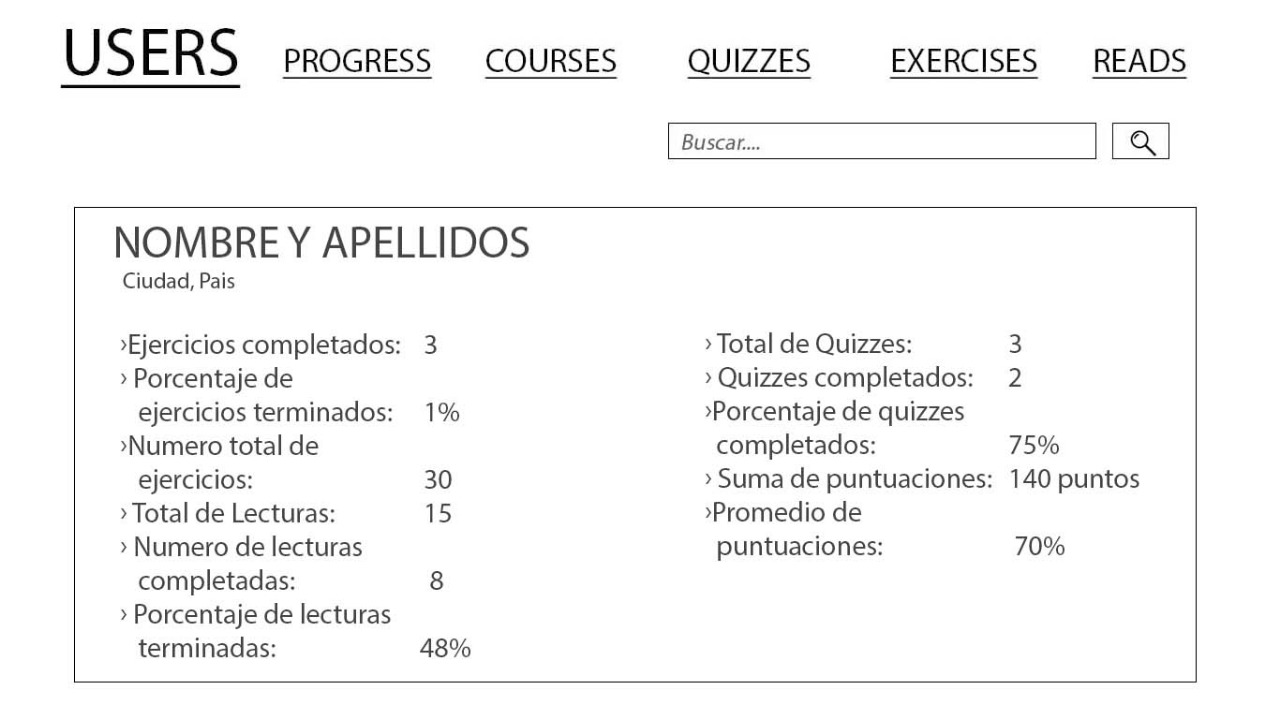 USERS PROGRESS COURSES QUIZZES EXERCISES READS
Buscar....
NOMBRE Y APELLIDOS
Ciudad, Pais
›Ejercicios completados: 3
› Porcentaje de
ejercicios terminados: 1%
›Numero total de
ejercicios: 30
› Total de Lecturas: 15
› Numero de lecturas
completadas: 8
› Porcentaje de lecturas
terminadas: 48%
› Total de Quizzes: 3
› Quizzes completados: 2
›Porcentaje de quizzes
completados: 75%
› Suma de puntuaciones: 140 puntos
›Promedio de
puntuaciones: 70%